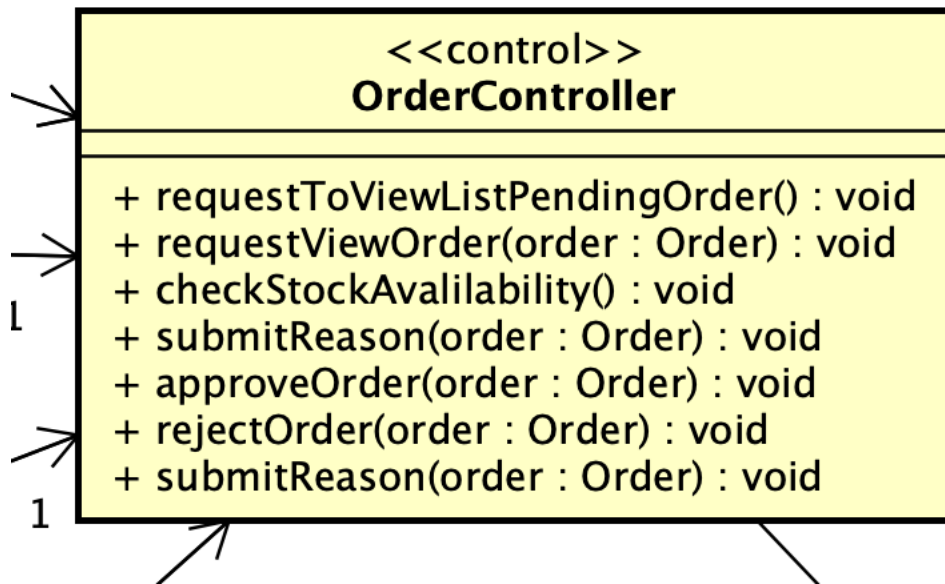 <<control>>
OrderController
+ requestToViewListPendingOrder() : void
+ requestViewOrder(order : Order) : void
+ checkStockAvalilability() : void
1
+ submitReason(order : Order) : void
+ approveOrder(order : Order) : void
+ rejectOrder(order : Order) : void
+ submitReason(order : Order) : void
1